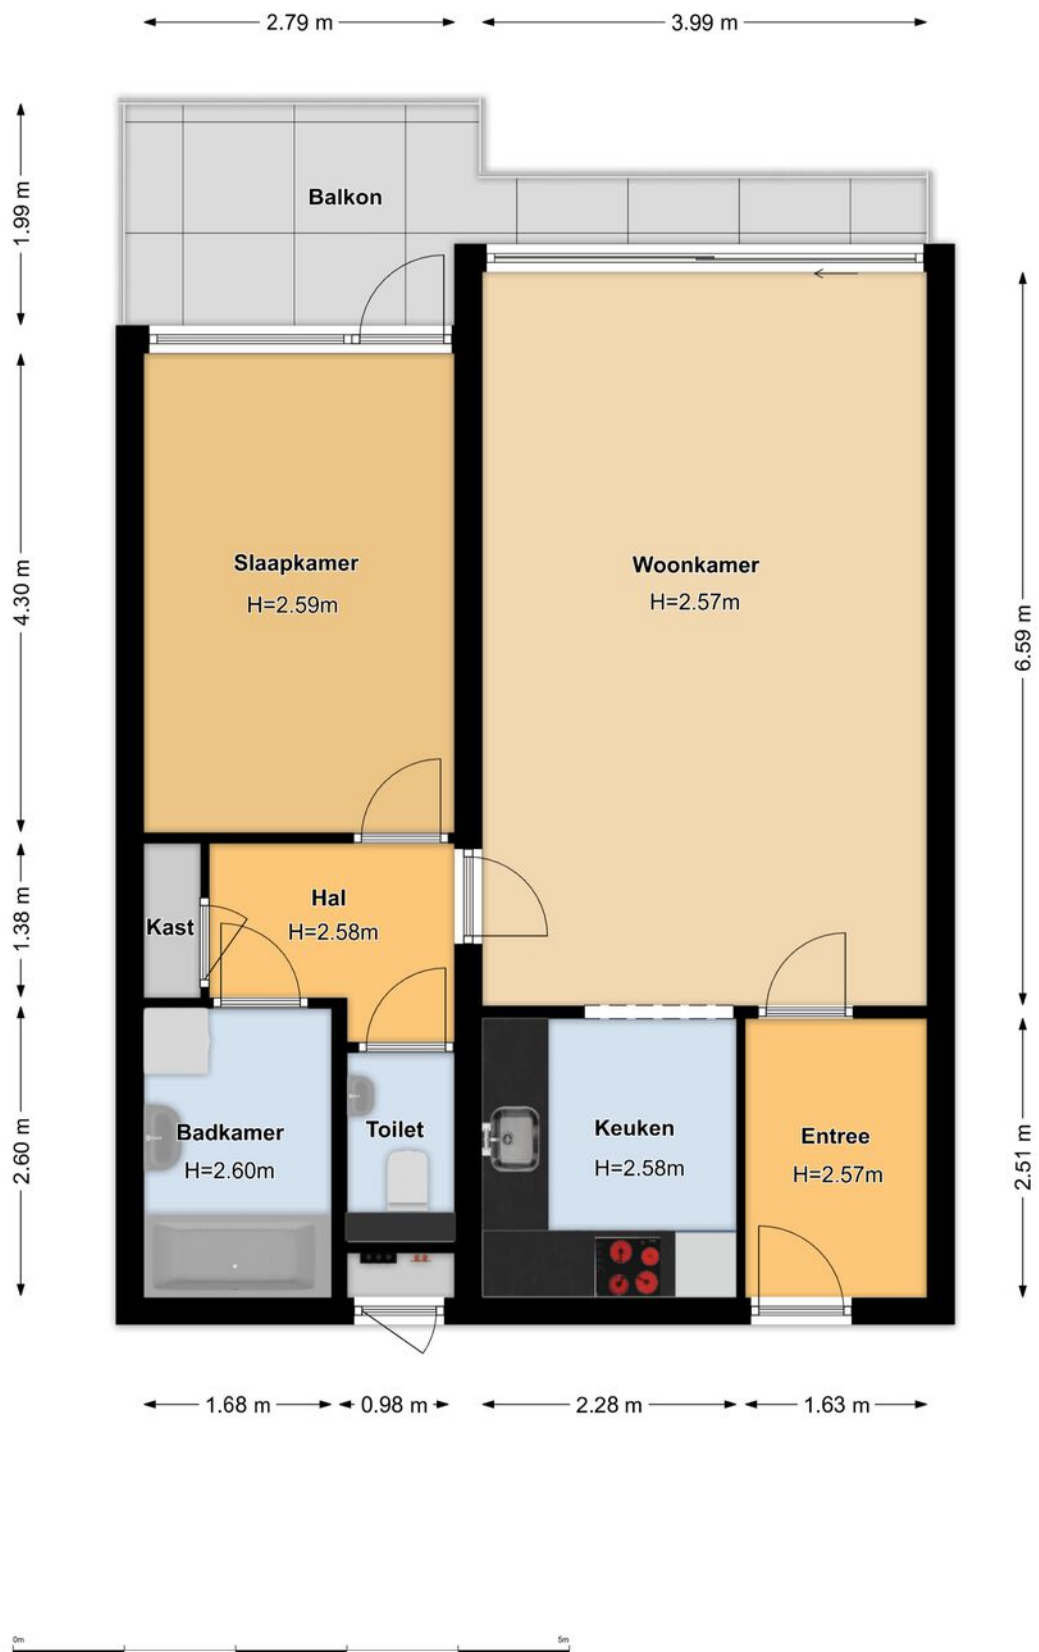 2.79 m
3.99 m
1.99 m
Balkon
4.30 m
Slaapkamer
H=2.59m
Woonkamer
H=2.57m
6.59 m
1.38 m
Kast
Hal
H=2.58m
2.60 m
Badkamer
H=2.60m
Toilet
Keuken
H=2.58m
Entree
H=2.57m
2.51 m
1.68 m
0.98 m
2.28 m
1.63 m
0m
5m